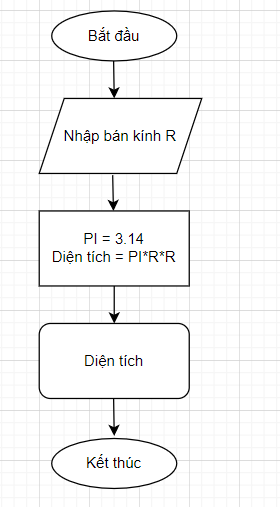 Bắt đầu
Nhập bán kính R
PI = 3.14
Diện tích = PI*R*R
Diện tích
Kết thúc